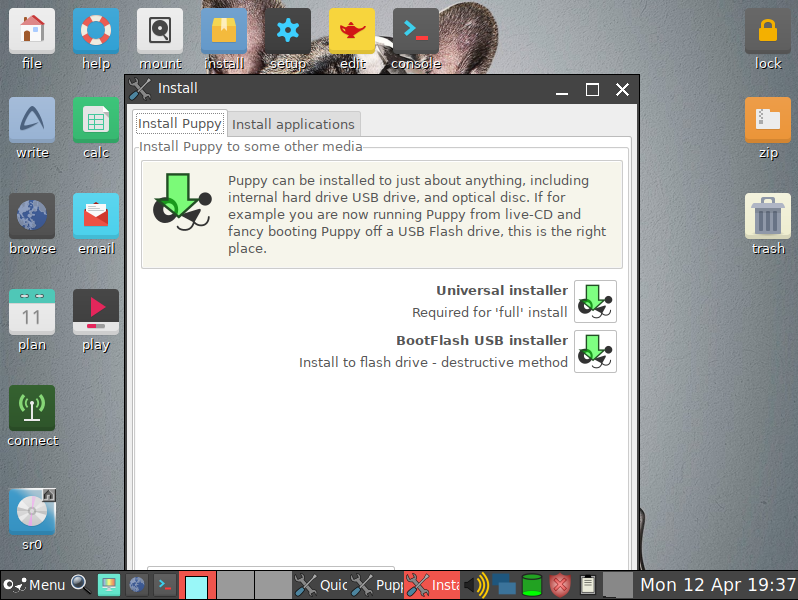 file
help
mount
install
setup
edit
console
lock
Install
write
calc
zip
Install Puppy
Install applications
Install Puppy to some other media
Puppy can be installed to just about anything, including
internal hard drive USB drive, and optical disc. If for
example you are now running Puppy from live-CD and
fancy booting Puppy off a USB Flash drive, this is the right
place.
browse
email
trash
Universal installer
Required for 'full' install
BootFlash USB installer
Install to flash drive - destructive method
11
plan
play
connect
sr0
Menu
Quic
Pupp
Insta
Mon 12 Apr 19:37